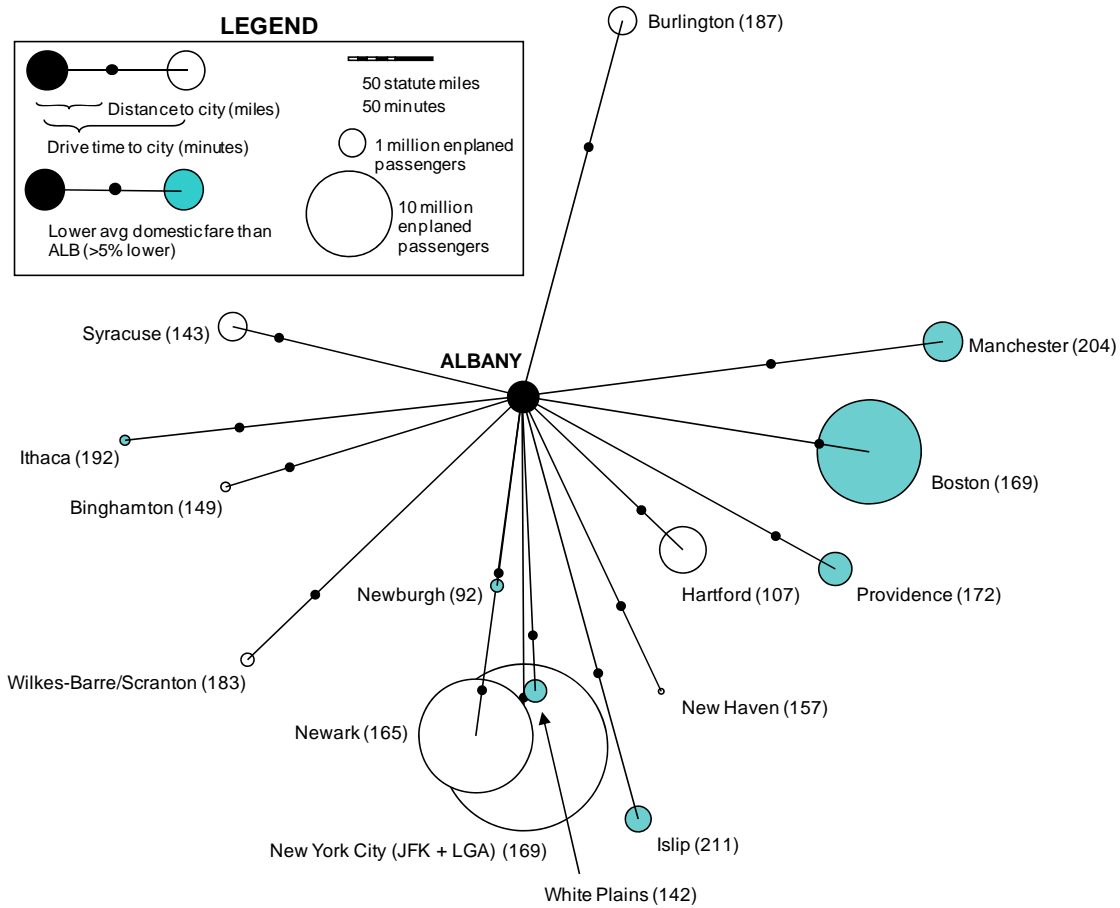 LEGEND
Burlington (187)
Distance to city (miles)
Drive time to city (minutes)
50 statute miles
50 minutes
1 million enplaned
passengers
10 million
enplaned
passengers
Lower avg domestic fare than
ALB (>5% lower)
Syracuse (143)
ALBANY
Manchester (204)
Ithaca (192)
Binghamton (149)
Boston (169)
Newburgh (92)
Hartford (107)
Providence (172)
Wilkes-Barre/Scranton (183)
New Haven (157)
Newark (165)
New York City (JFK + LGA) (169)
Islip (211)
White Plains (142)